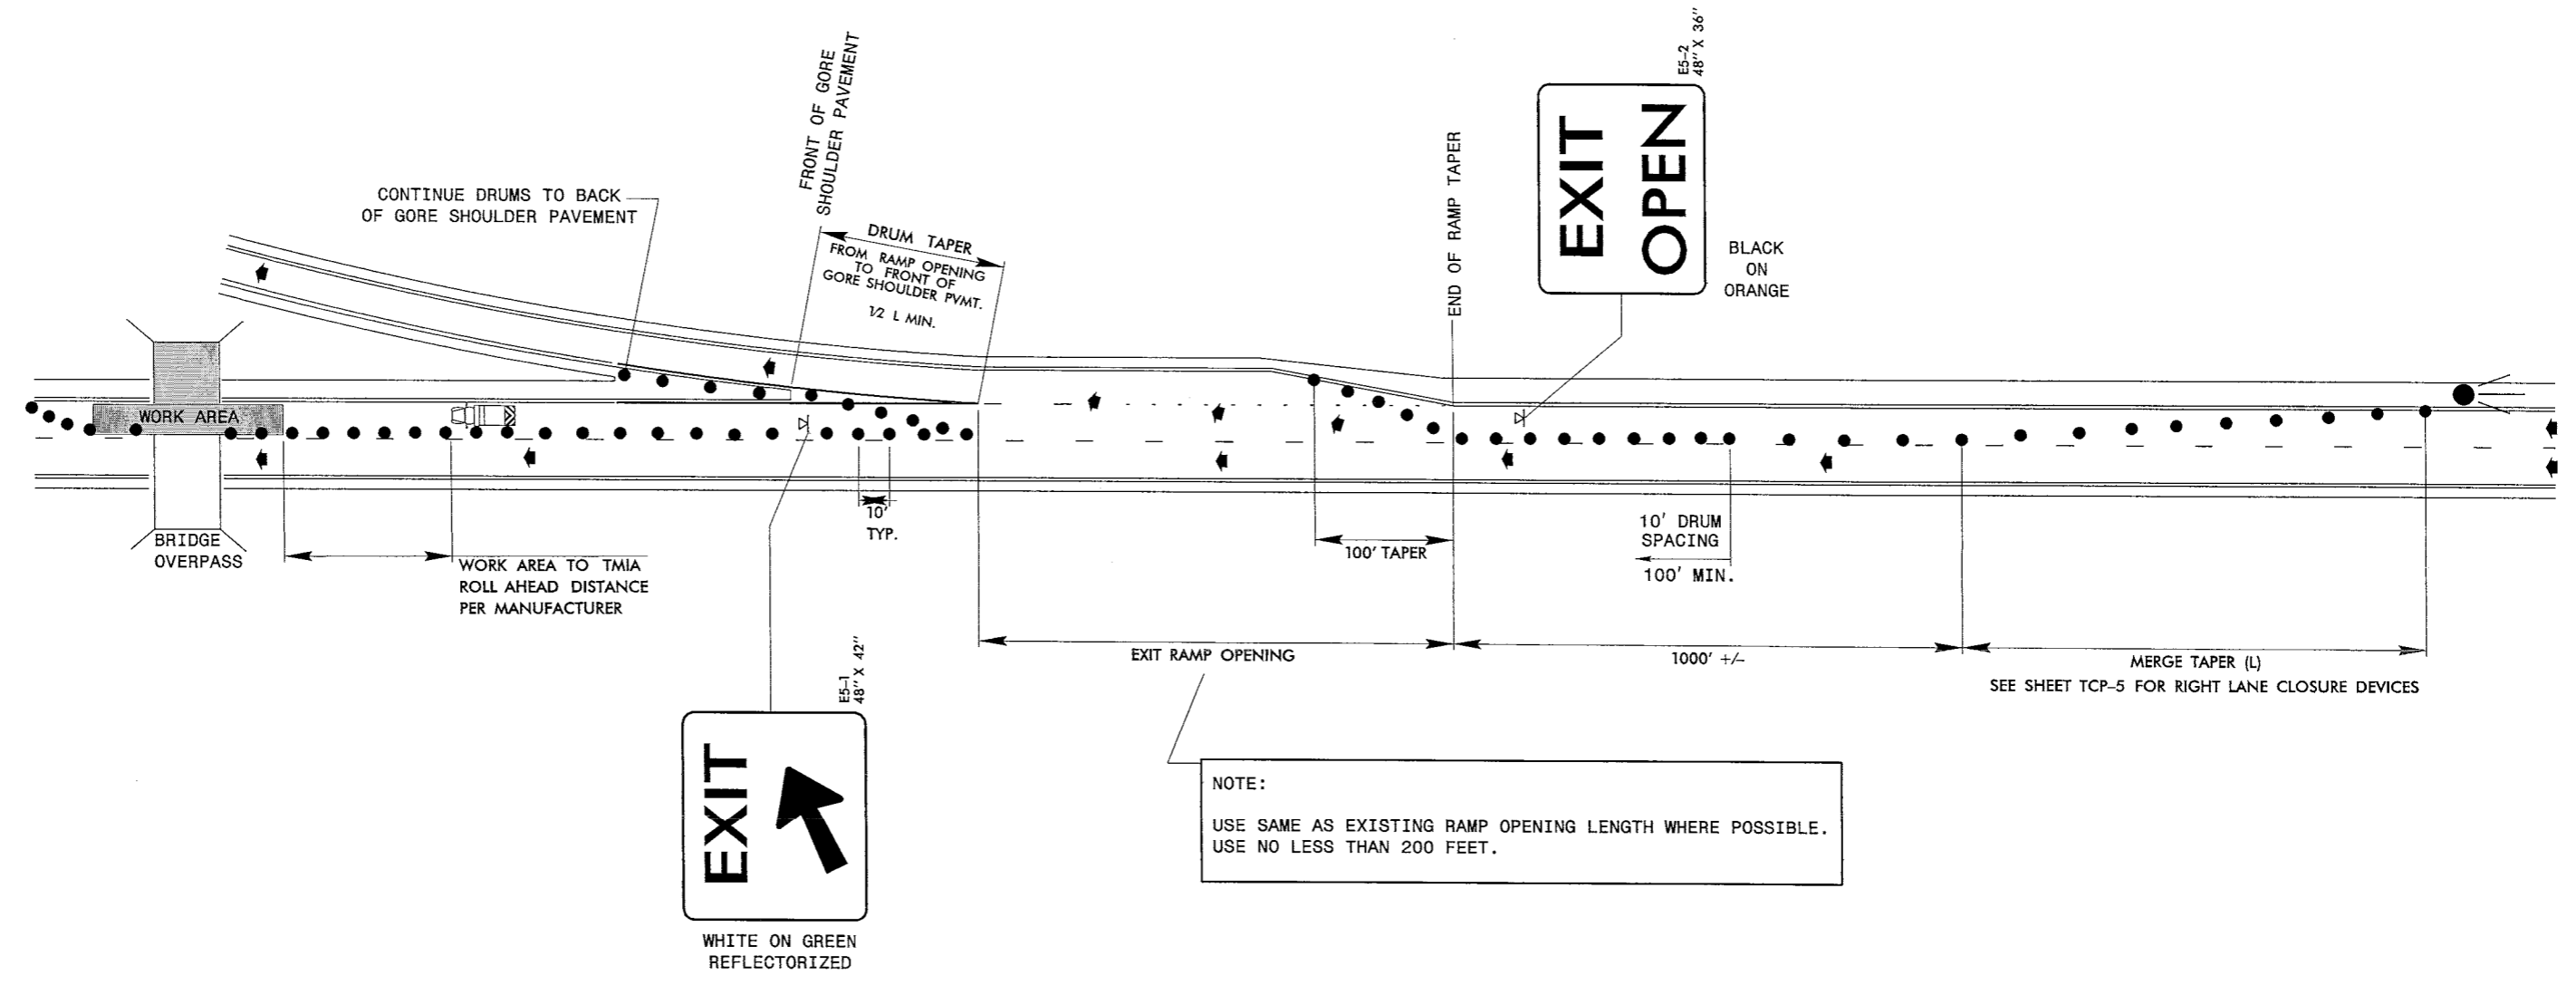 E5-2
48" X 36"
EXIT
OPEN
BLACK
ON
ORANGE
END OF RAMP TAPER
FRONT OF GORE
SHOULDER PAVEMENT
CONTINUE DRUMS TO BACK
OF GORE SHOULDER PAVEMENT
DRUM TAPER
FROM RAMP OPENING
TO FRONT OF
GORE SHOULDER PVMT.
1/2 L MIN.
WORK AREA
BRIDGE
OVERPASS
WORK AREA TO TMIA
ROLL AHEAD DISTANCE
PER MANUFACTURER
10'
TYP.
100' TAPER
10' DRUM
SPACING
100' MIN.
EXIT RAMP OPENING
1000' +/-
MERGE TAPER (L)
SEE SHEET TCP-5 FOR RIGHT LANE CLOSURE DEVICES
E5-1
48" X 42"
EXIT
WHITE ON GREEN
REFLECTORIZED
NOTE:
USE SAME AS EXISTING RAMP OPENING LENGTH WHERE POSSIBLE.
USE NO LESS THAN 200 FEET.